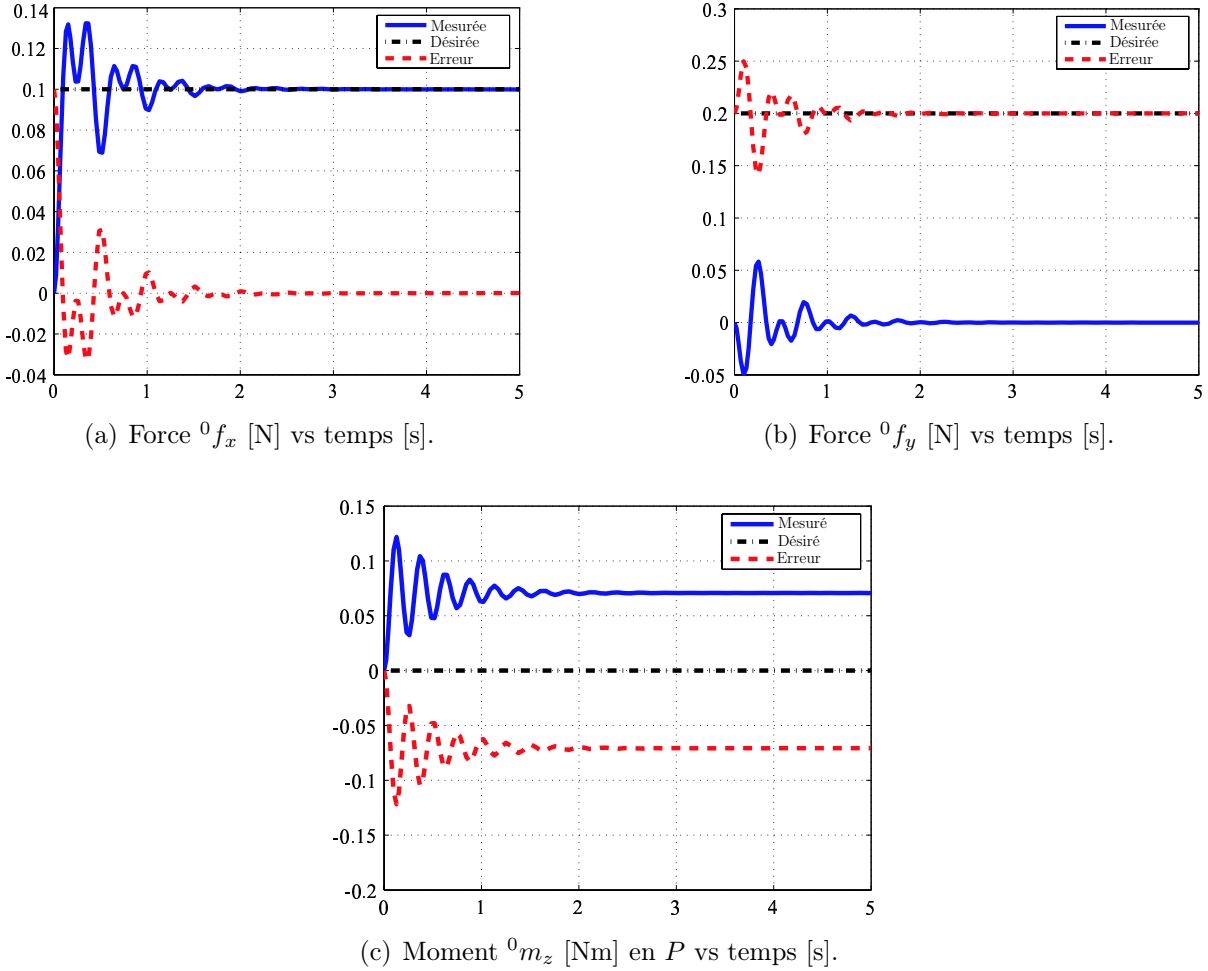 0.14
0.12
0.1
0.08
0.06
0.04
0.02
0
-0.02
-0.04
0 1 2 3 4 5
Mesurée
Désirée
Erreur
(a) Force ⁰fₓ [N] vs temps [s].
0.3
0.25
0.2
0.15
0.1
0.05
0
-0.05
0 1 2 3 4 5
Mesurée
Désirée
Erreur
(b) Force ⁰f_y [N] vs temps [s].
0.15
0.1
0.05
0
-0.05
-0.1
-0.15
-0.2
0 1 2 3 4 5
Mesuré
Désiré
Erreur
(c) Moment ⁰m_z [Nm] en P vs temps [s].